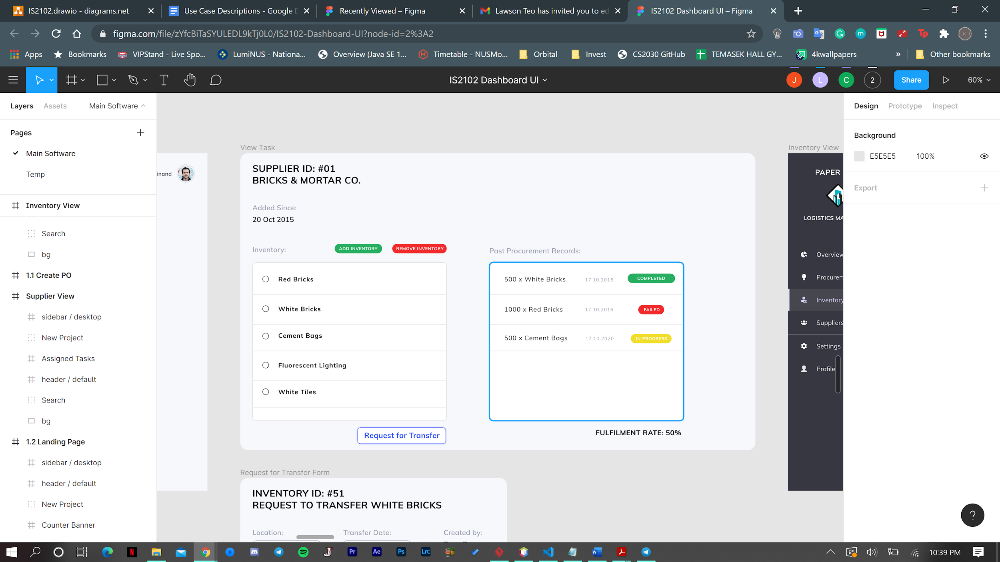 IS2102.drawio - diagrams.net
Use Case Descriptions - Google D
Recently Viewed – Figma
Lawson Teo has invited you to ed
IS2102 Dashboard UI – Figma
figma.com/file/zYfcBiTaSYULEDL9kTj0L0/IS2102-Dashboard-UI?node-id=2%3A2
Apps
Bookmarks
VIPStand - Live Spo...
LumiNUS - Nationa...
Overview (Java SE 1...
Timetable - NUSMo...
Orbital
Invest
CS2030 GitHub
TEMASEK HALL GY...
4kwallpapers
»
Other bookmarks
IS2102 Dashboard UI
J
L
C
2
Share
60%
Layers
Assets
Main Software
Pages
Main Software
Temp
Inventory View
Search
bg
1.1 Create PO
Supplier View
sidebar / desktop
New Project
Assigned Tasks
header / default
Search
bg
1.2 Landing Page
sidebar / desktop
header / default
New Project
Counter Banner
inand
View Task
SUPPLIER ID: #01
BRICKS & MORTAR CO.
Added Since:
20 Oct 2015
Inventory:
ADD INVENTORY
REMOVE INVENTORY
Red Bricks
White Bricks
Cement Bags
Fluorescent Lighting
White Tiles
Request for Transfer
Past Procurement Records:
500 x White Bricks
17.10.2016
COMPLETED
1000 x Red Bricks
17.10.2016
FAILED
500 x Cement Bags
17.10.2020
IN PROGRESS
FULFILMENT RATE: 50%
Request for Transfer Form
INVENTORY ID: #51
REQUEST TO TRANSFER WHITE BRICKS
Location:
Transfer Date:
Created by:
Inventory View
PAPER
LOGISTICS MA
Overview
Procurem
Inventory
Suppliers
Settings
Profile
Design
Prototype
Inspect
Background
E5E5E5
100%
Export
?
Pr
Ae
Ps
Lrc
10:39 PM